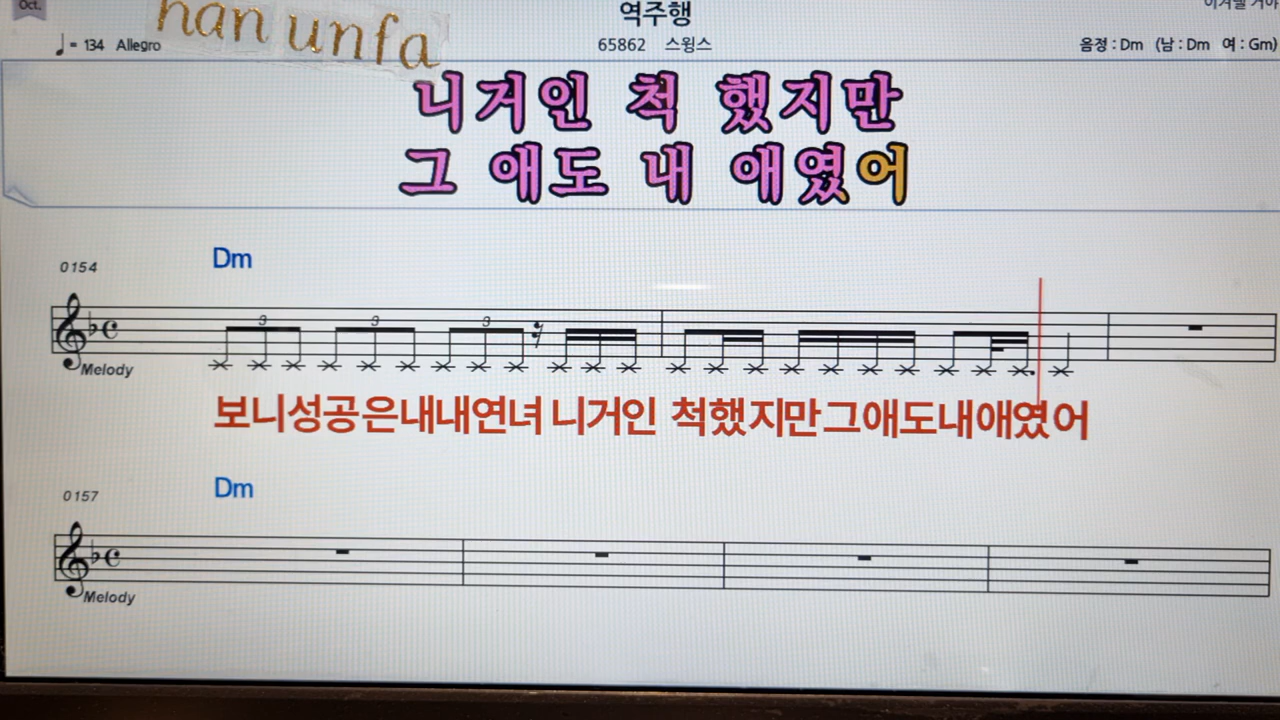 Oct.
han unfa
역주행
♩= 134 Allegro
65862 스윙스
음정 : Dm (남 : Dm 여 : Gm)
니거인 척 했지만
그 애도 내 애였어
0154
Dm
3 3 3
Melody
보니성공은내내연녀 니거인 척했지만그애도내애였어
0157
Dm
Melody